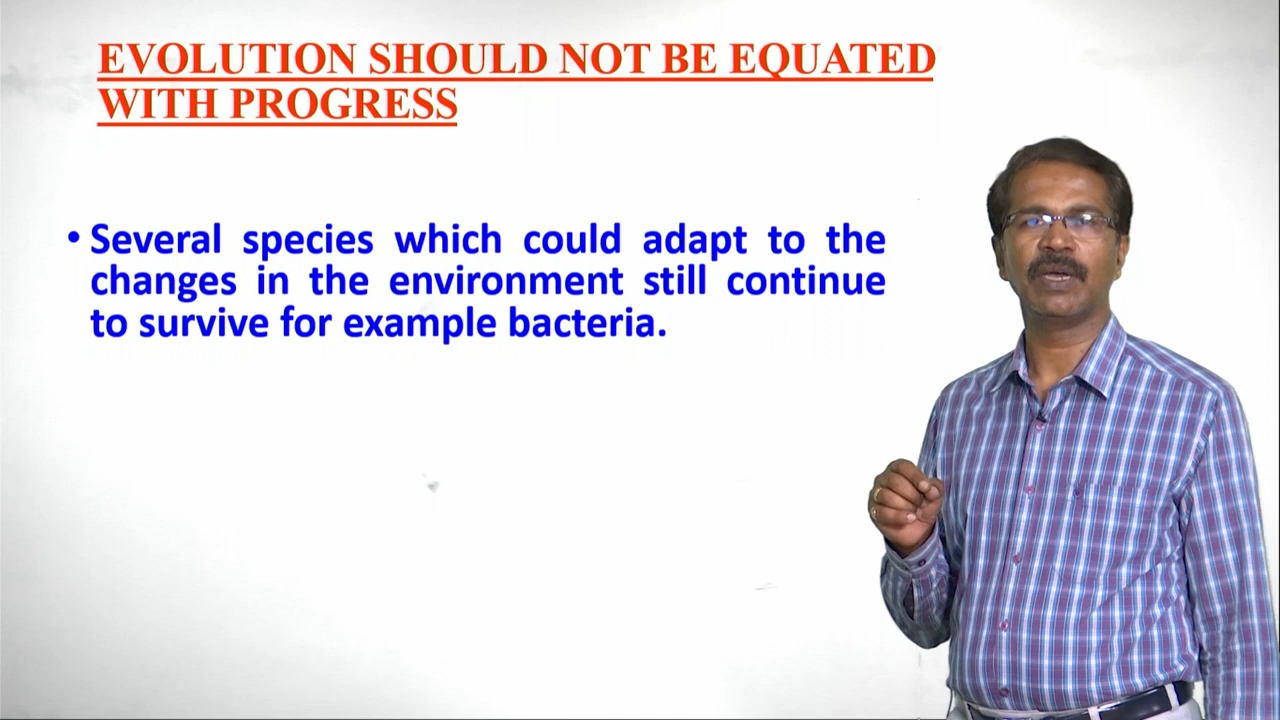 EVOLUTION SHOULD NOT BE EQUATED
WITH PROGRESS
• Several species which could adapt to the
changes in the environment still continue
to survive for example bacteria.